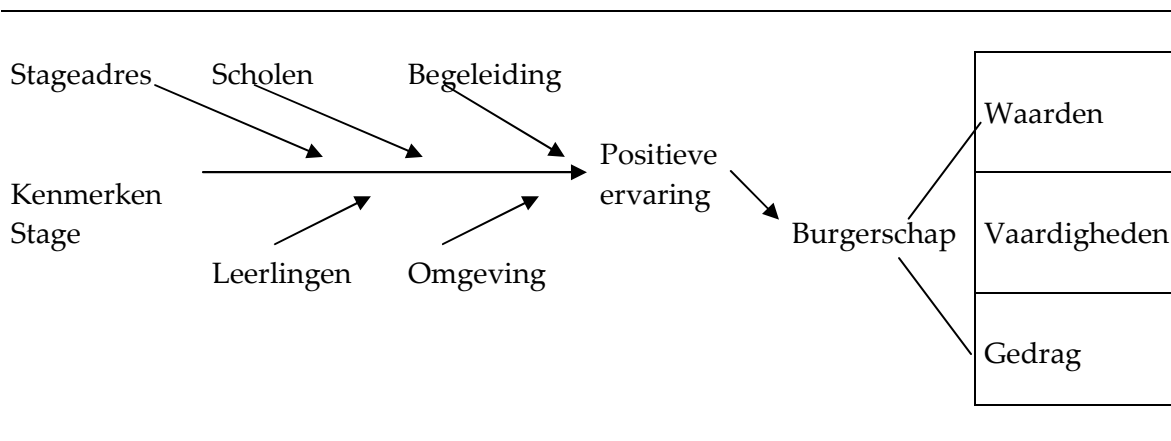 Stageadres
Scholen
Begeleiding
Waarden
Positieve
ervaring
Kenmerken
Stage
Burgerschap
Vaardigheden
Leerlingen
Omgeving
Gedrag